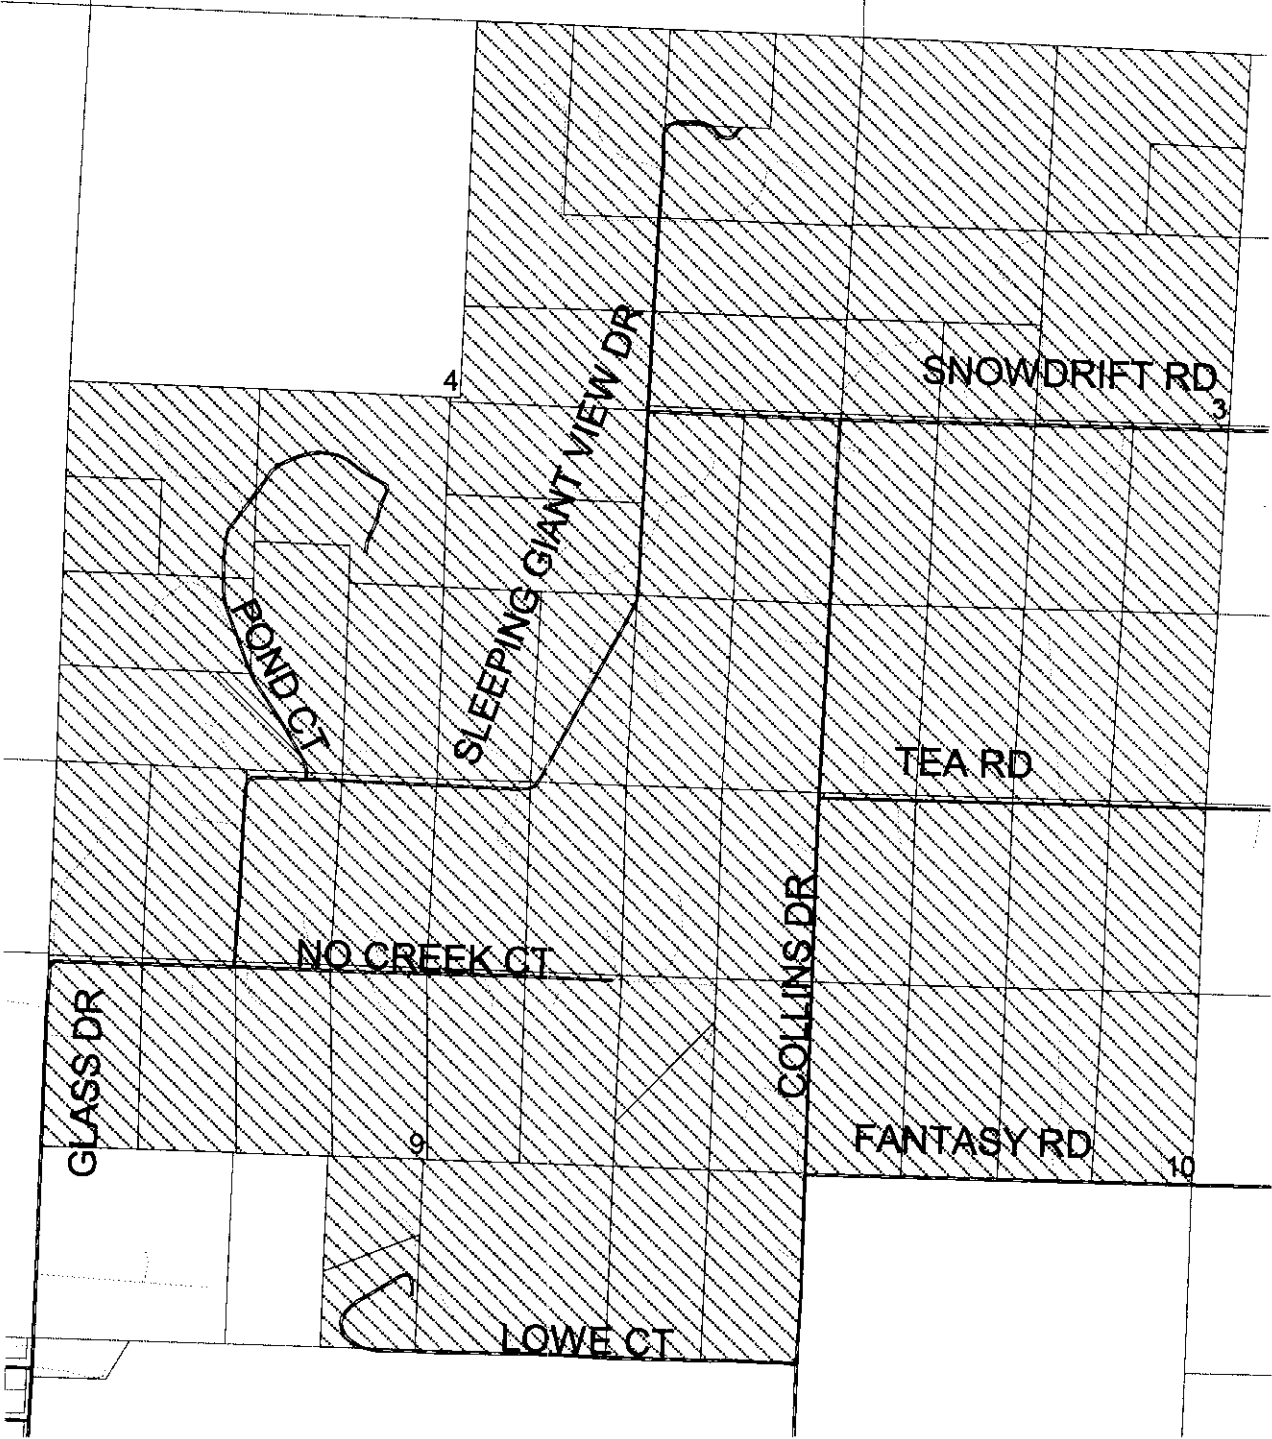 4
SNOWDRIFT RD
3
SLEEPING GIANT VIEW DR
POND CT
TEA RD
COLLINS DR
NO CREEK CT
GLASS DR
9
FANTASY RD
10
LOWE CT